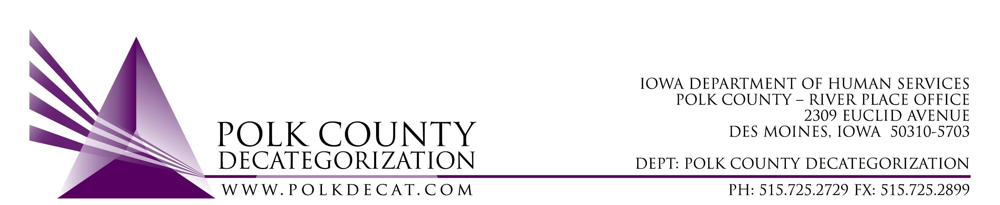 POLK COUNTY
DECATEGORIZATION
WWW.POLKDECAT.COM
IOWA DEPARTMENT OF HUMAN SERVICES
POLK COUNTY – RIVER PLACE OFFICE
2309 EUCLID AVENUE
DES MOINES, IOWA  50310-5703
DEPT: POLK COUNTY DECATEGORIZATION
PH: 515.725.2729 FX: 515.725.2899